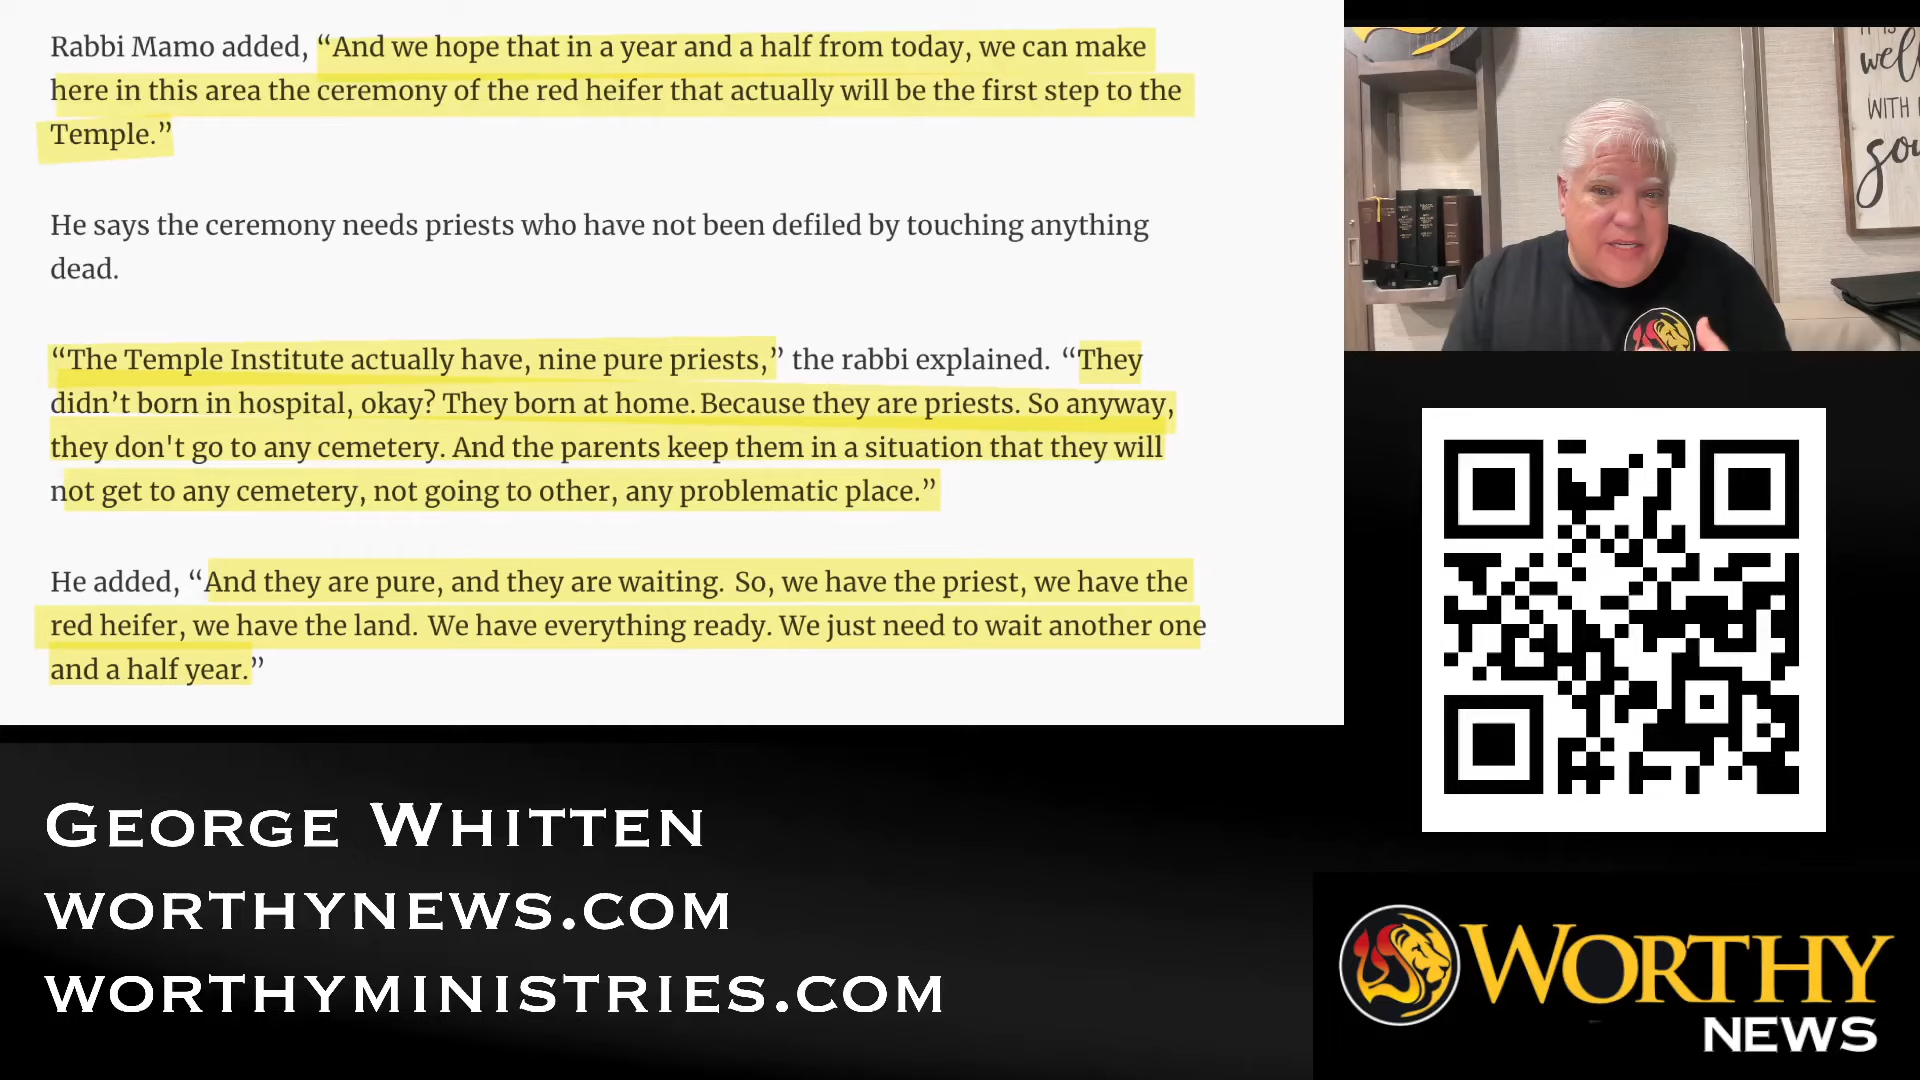 Rabbi Mamo added, “And we hope that in a year and a half from today, we can make
here in this area the ceremony of the red heifer that actually will be the first step to the
Temple.”
He says the ceremony needs priests who have not been defiled by touching anything
dead.
“The Temple Institute actually have, nine pure priests,” the rabbi explained. “They
didn’t born in hospital, okay? They born at home. Because they are priests. So anyway,
they don't go to any cemetery. And the parents keep them in a situation that they will
not get to any cemetery, not going to other, any problematic place.”
He added, “And they are pure, and they are waiting. So, we have the priest, we have the
red heifer, we have the land. We have everything ready. We just need to wait another one
and a half year.”
well
WITH
GEORGE WHITTEN
WORTHYNEWS.COM
WORTHYMINISTRIES.COM
WORTHY
NEWS